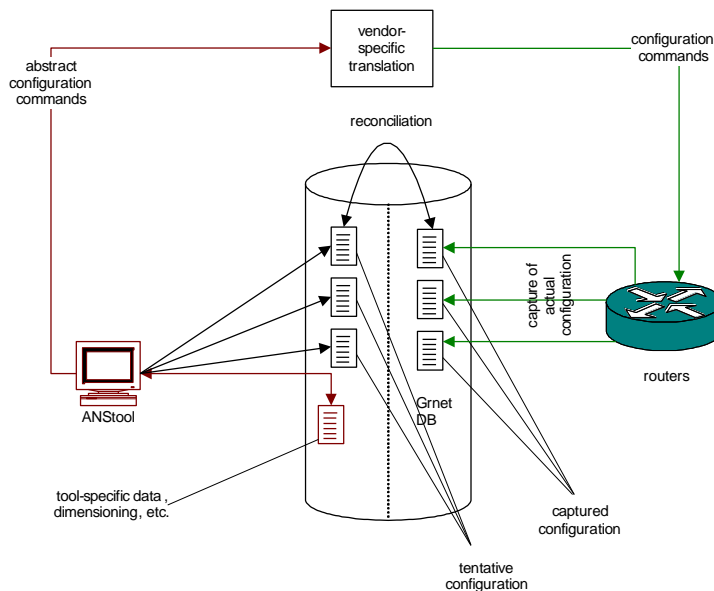 vendor-
specific
translation
configuration
commands
abstract
configuration
commands
reconciliation
capture of
actual
configuration
Grnet
DB
ANStool
routers
tool-specific data ,
dimensioning, etc.
captured
configuration
tentative
configuration